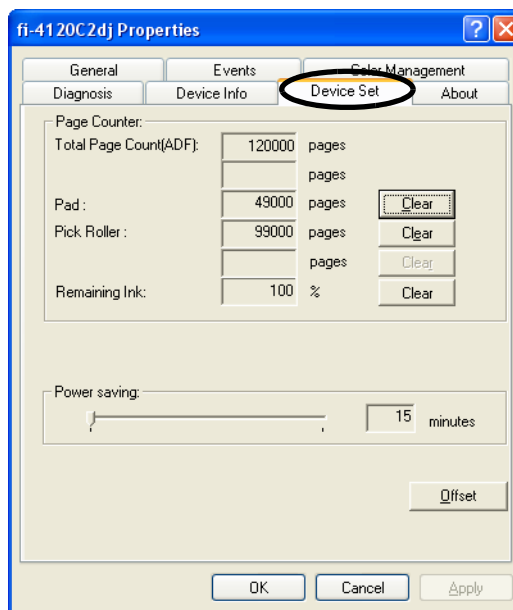 fi-4120C2dj Properties
General Events Color Management
Diagnosis Device Info Device Set About
Page Counter:
Total Page Count(ADF): 120000 pages
pages
Pad : 49000 pages Clear
Pick Roller : 99000 pages Clear
pages Clear
Remaining Ink: 100 % Clear
Power saving:
15 minutes
Offset
OK Cancel Apply